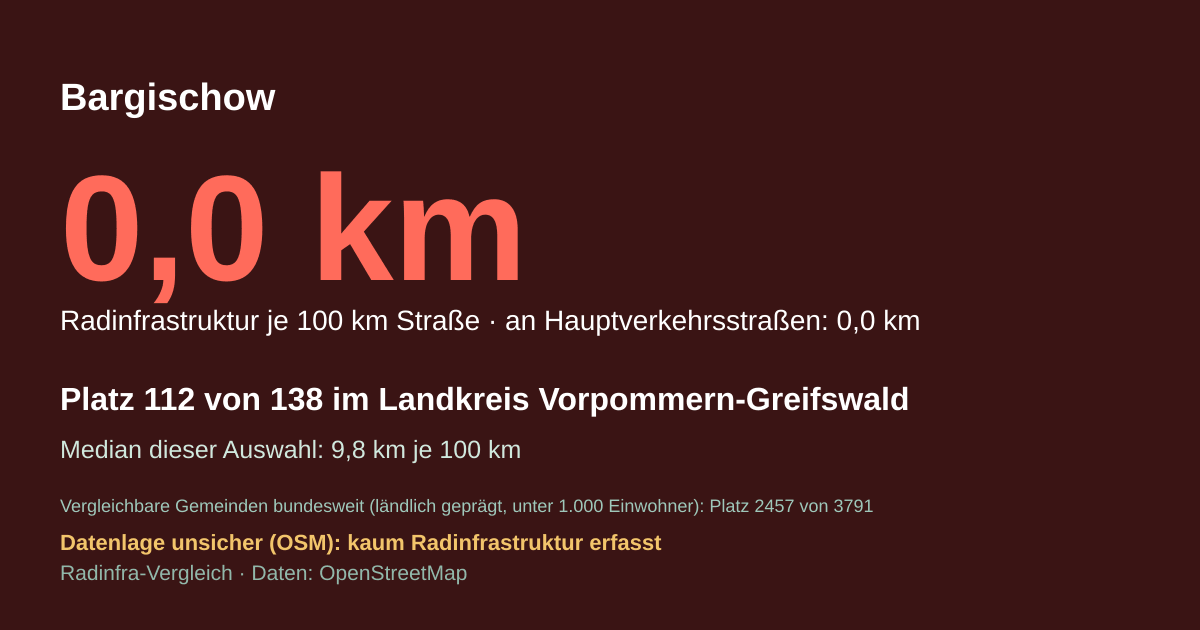 Bargischow
0,0 km
Radinfrastruktur je 100 km Straße · an Hauptverkehrsstraßen: 0,0 km
Platz 112 von 138 im Landkreis Vorpommern-Greifswald
Median dieser Auswahl: 9,8 km je 100 km
Vergleichbare Gemeinden bundesweit (ländlich geprägt, unter 1.000 Einwohner): Platz 2457 von 3791
Datenlage unsicher (OSM): kaum Radinfrastruktur erfasst
Radinfra-Vergleich · Daten: OpenStreetMap